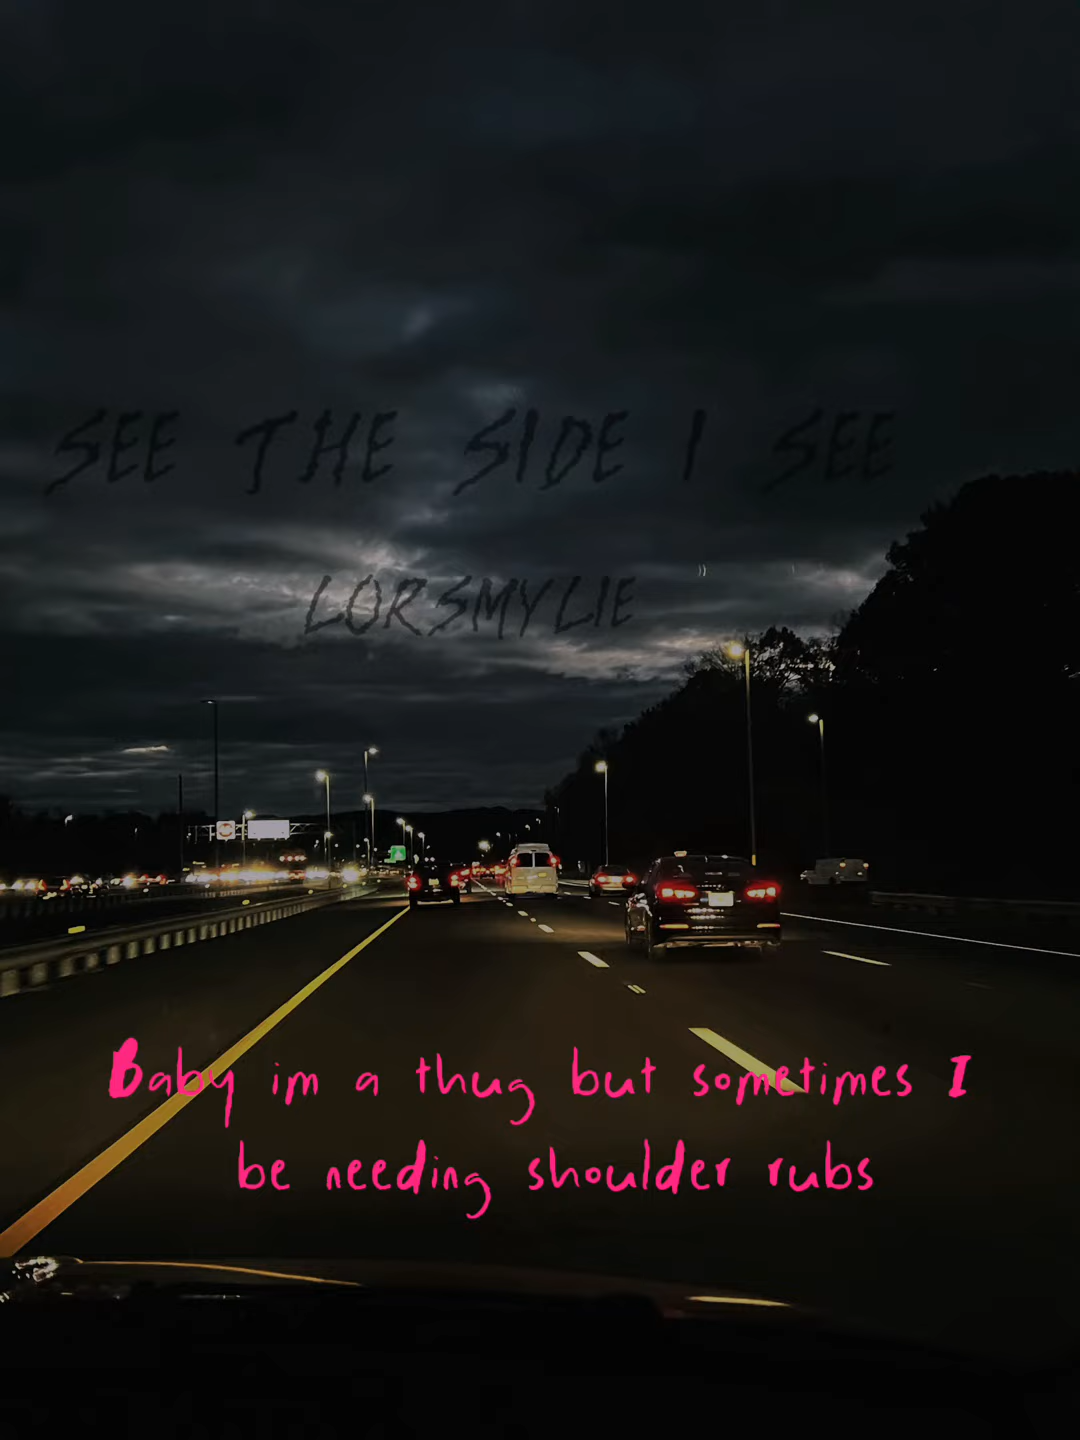 SEE THE SIDE I SEE
LORSMYLIE
Baby im a thug but sometimes I
be needing shoulder rubs